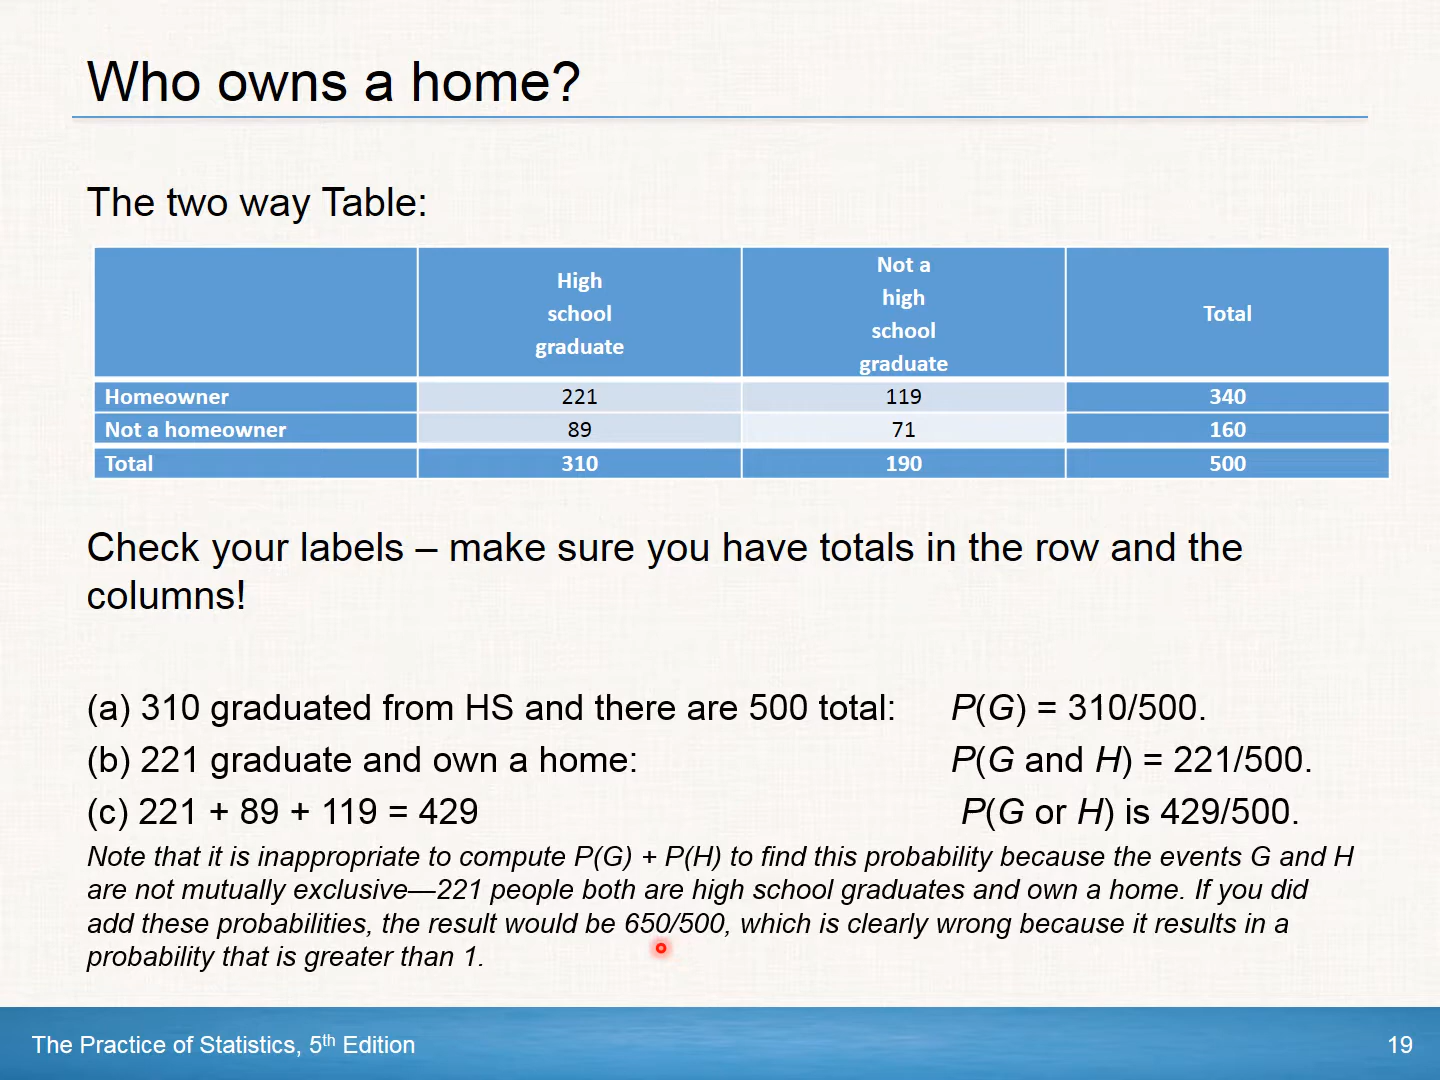 Who owns a home?
The two way Table:
High
school
graduate
Not a
high
school
graduate
Total
Homeowner 221 119 340
Not a homeowner 89 71 160
Total 310 190 500
Check your labels – make sure you have totals in the row and the
columns!
(a) 310 graduated from HS and there are 500 total: P(G) = 310/500.
(b) 221 graduate and own a home: P(G and H) = 221/500.
(c) 221 + 89 + 119 = 429 P(G or H) is 429/500.
Note that it is inappropriate to compute P(G) + P(H) to find this probability because the events G and H
are not mutually exclusive—221 people both are high school graduates and own a home. If you did
add these probabilities, the result would be 650/500, which is clearly wrong because it results in a
probability that is greater than 1.
The Practice of Statistics, 5th Edition 19